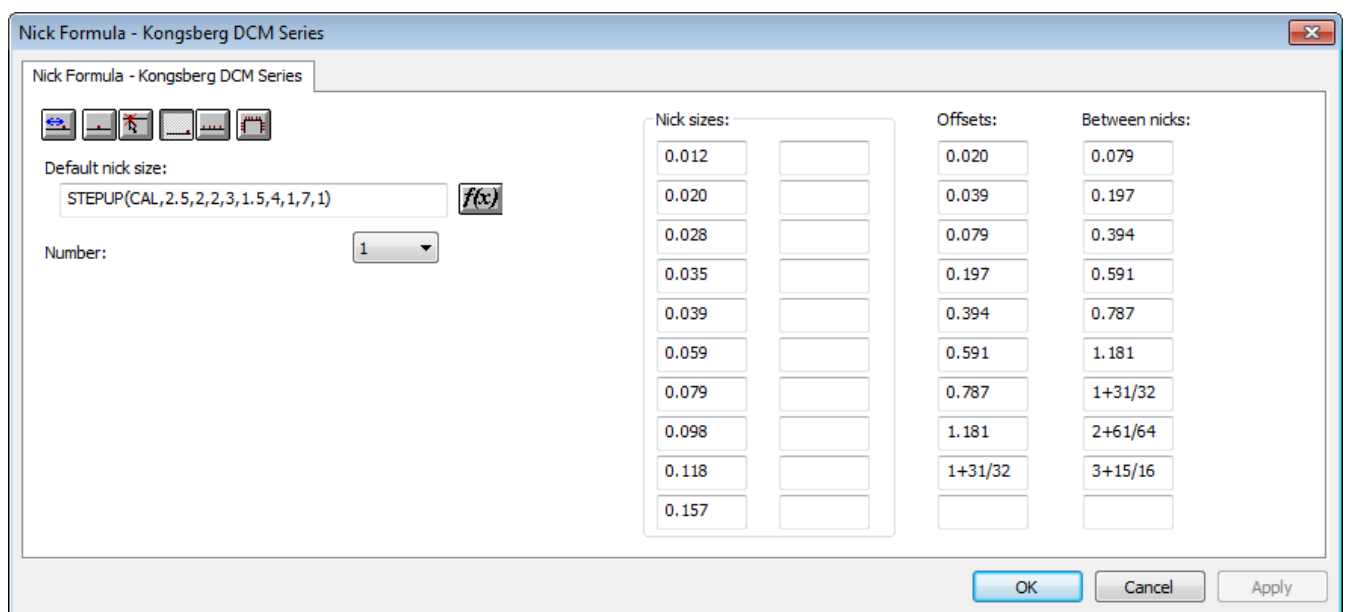 Nick Formula - Kongsberg DCM Series
Nick Formula - Kongsberg DCM Series
Default nick size:
STEPUP(CAL,2.5,2,2,3,1.5,4,1,7,1)
f(x)
Number:
1
Nick sizes: Offsets: Between nicks:
0.012 0.020 0.079
0.020 0.039 0.197
0.028 0.079 0.394
0.035 0.197 0.591
0.039 0.394 0.787
0.059 0.591 1.181
0.079 0.787 1+31/32
0.098 1.181 2+61/64
0.118 1+31/32 3+15/16
0.157
OK Cancel Apply